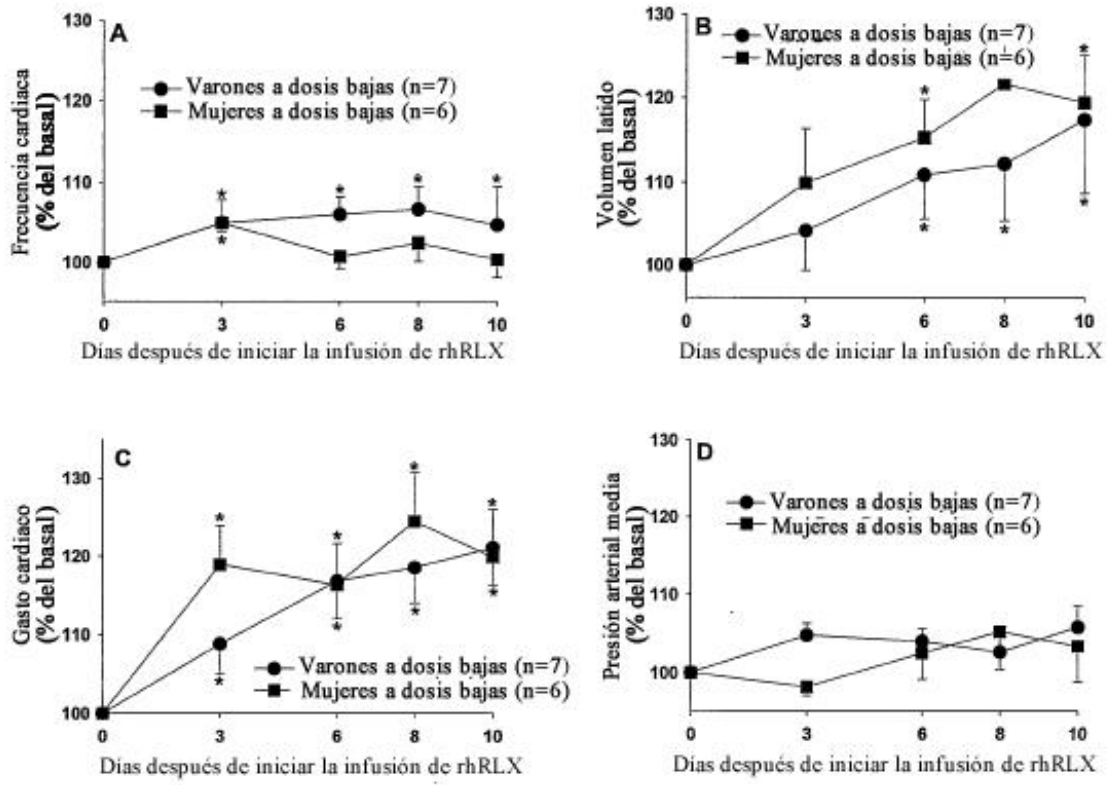 A
Frecuencia cardiaca
(% del basal)
130
120
110
100
Varones a dosis bajas (n=7)
Mujeres a dosis bajas (n=6)
*
*
*
*
*
0 3 6 8 10
Días después de iniciar la infusión de rhRLX
B
Volumen latido
(% del basal)
130
120
110
100
Varones a dosis bajas (n=7)
Mujeres a dosis bajas (n=6)
*
*
*
*
*
0 3 6 8 10
Días después de iniciar la infusión de rhRLX
C
Gasto cardiaco
(% del basal)
130
120
110
100
*
*
*
*
*
*
*
*
Varones a dosis bajas (n=7)
Mujeres a dosis bajas (n=6)
0 3 6 8 10
Días después de iniciar la infusión de rhRLX
D
Presión arterial media
(% del basal)
130
120
110
100
Varones a dosis bajas (n=7)
Mujeres a dosis bajas (n=6)
0 3 6 8 10
Días después de iniciar la infusión de rhRLX